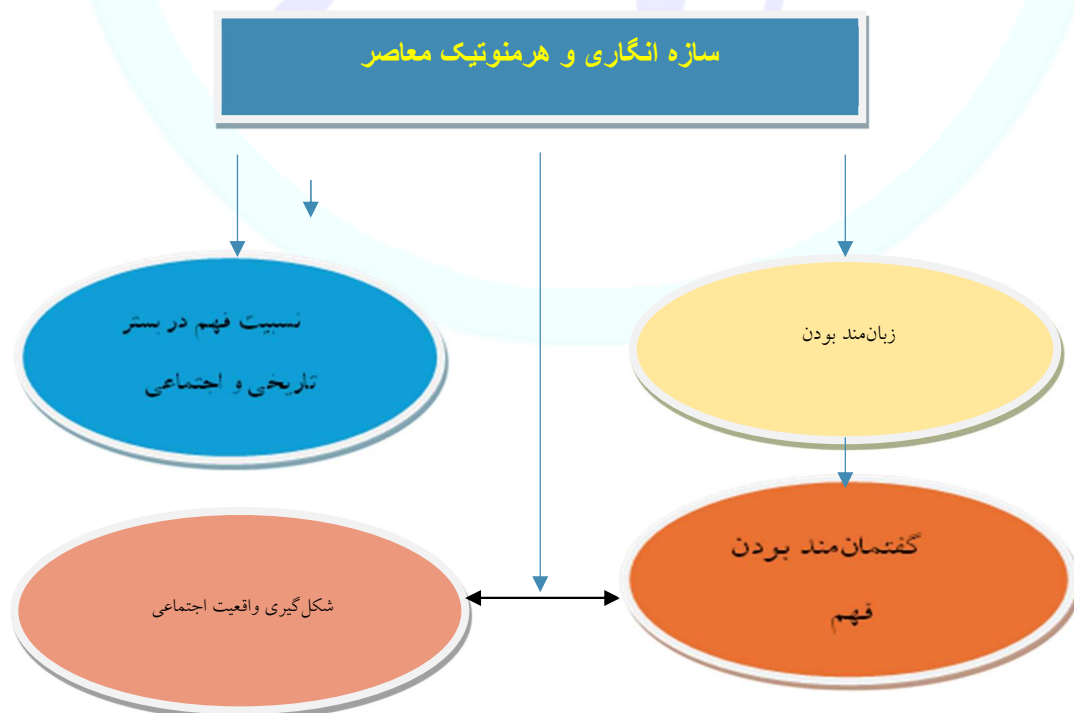 سازه انگاری و هرمنوتیک معاصر
زبان‌مند بودن
نسبیت فهم در بستر
تاریخی و اجتماعی
گفتمان‌مند بودن
فهم
شکل‌گیری واقعیت اجتماعی